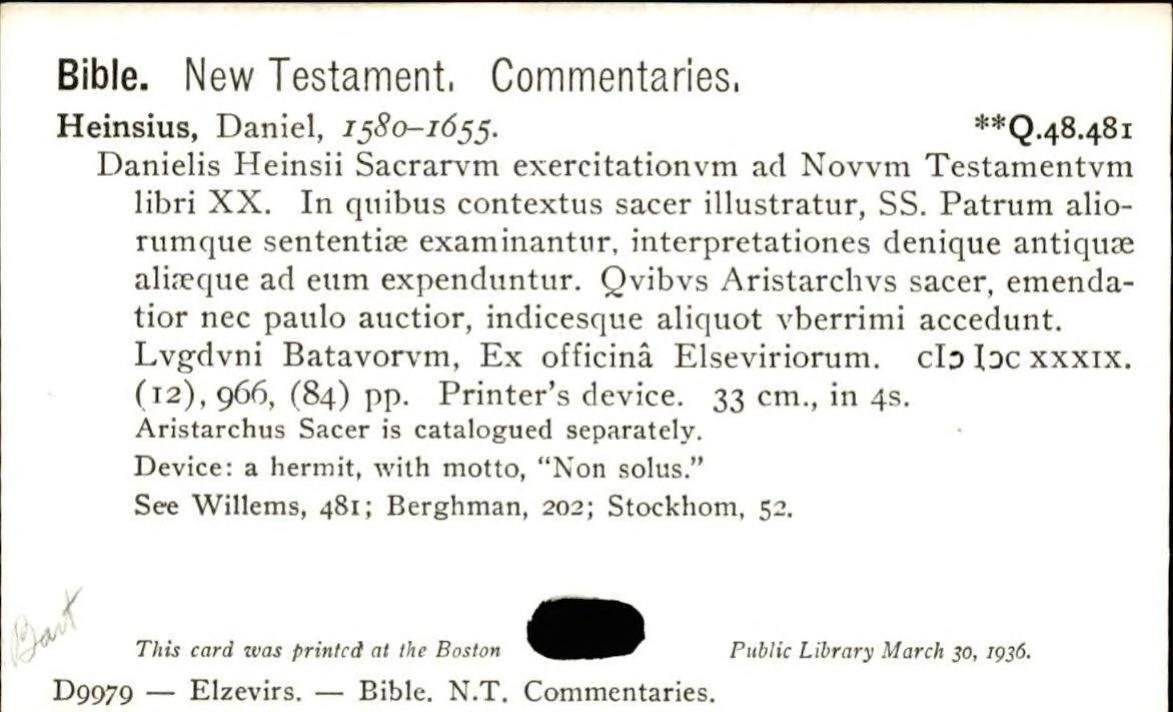 Bible. New Testament. Commentaries.
Heinsius, Daniel, 1580–1655. **Q.48.481
Danielis Heinsii Sacrarvm exercitationvm ad Novvm Testamentvm
libri XX. In quibus contextus sacer illustratur, SS. Patrum alio-
rumque sententiæ examinantur, interpretationes denique antiquæ
aliæque ad eum expenduntur. Qvibvs Aristarchvs sacer, emenda-
tior nec paulo auctior, indicesque aliquot vberrimi accedunt.
Lvgdvni Batavorvm, Ex officinâ Elseviriorum. cIↄ Iↄc xxxix.
(12), 966, (84) pp. Printer's device. 33 cm., in 4s.
Aristarchus Sacer is catalogued separately.
Device: a hermit, with motto, “Non solus.”
See Willems, 481; Berghman, 202; Stockhom, 52.
Bart
This card was printed at the Boston Public Library March 30, 1936.
D9979 — Elzevirs. — Bible. N.T. Commentaries.